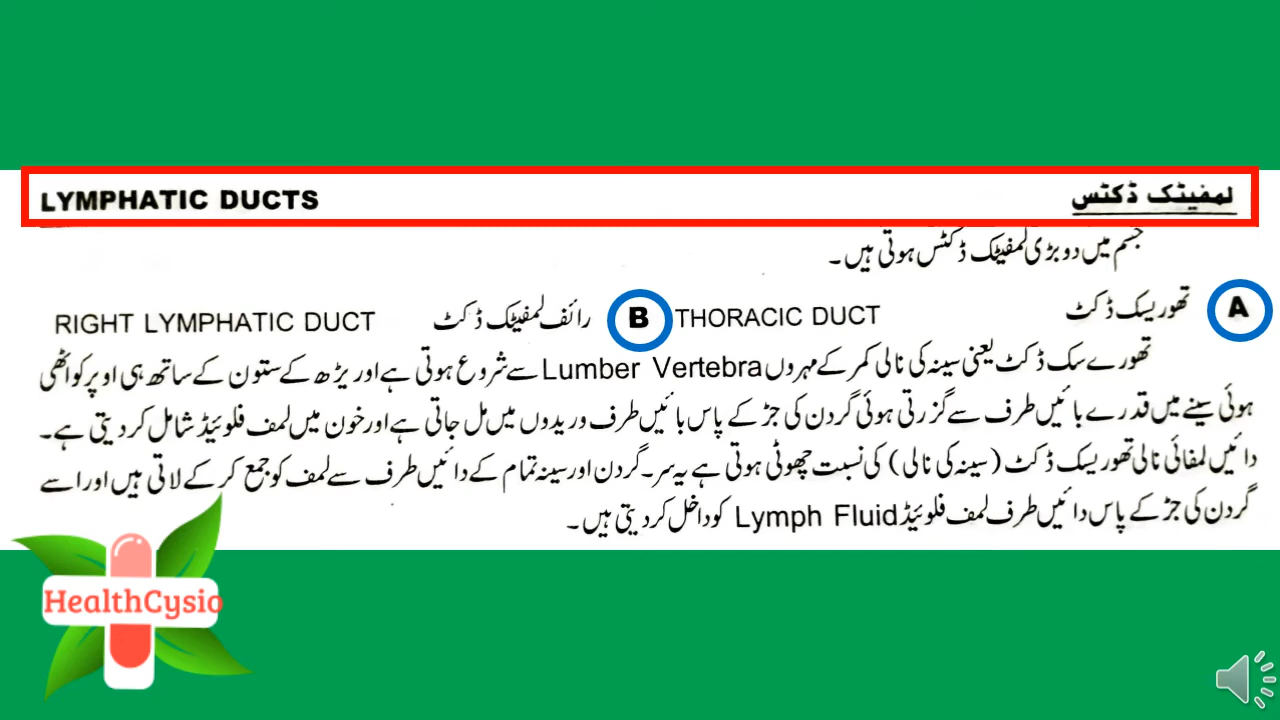 لمفیٹک ڈکٹس LYMPHATIC DUCTS
جسم میں دو بڑی لمفیٹک ڈکٹس ہوتی ہیں۔
A تھوریسک ڈکٹ THORACIC DUCT B رائف لمفیٹک ڈکٹ RIGHT LYMPHATIC DUCT
تھورے سک ڈکٹ یعنی سینہ کی نالی کمر کے مہروں Lumber Vertebra سے شروع ہوتی ہے اور یڑھ کے ستون کے ساتھ ہی اوپر کو اٹھی
ہوئی سینے میں قدرے بائیں طرف سے گزرتی ہوئی گردن کی جڑ کے پاس بائیں طرف وریدوں میں مل جاتی ہے اور خون میں لمف فلوئیڈ شامل کردیتی ہے۔
دائیں لمفائی نالی تھوریسک ڈکٹ (سینہ کی نالی) کی نسبت چھوٹی ہوتی ہے یہ سر۔ گردن اور سینہ تمام کے دائیں طرف سے لمف کو جمع کر کے لاتی ہیں اور اسے
گردن کی جڑ کے پاس دائیں طرف لمف فلوئیڈ Lymph Fluid کو داخل کردیتی ہیں۔
HealthCysio